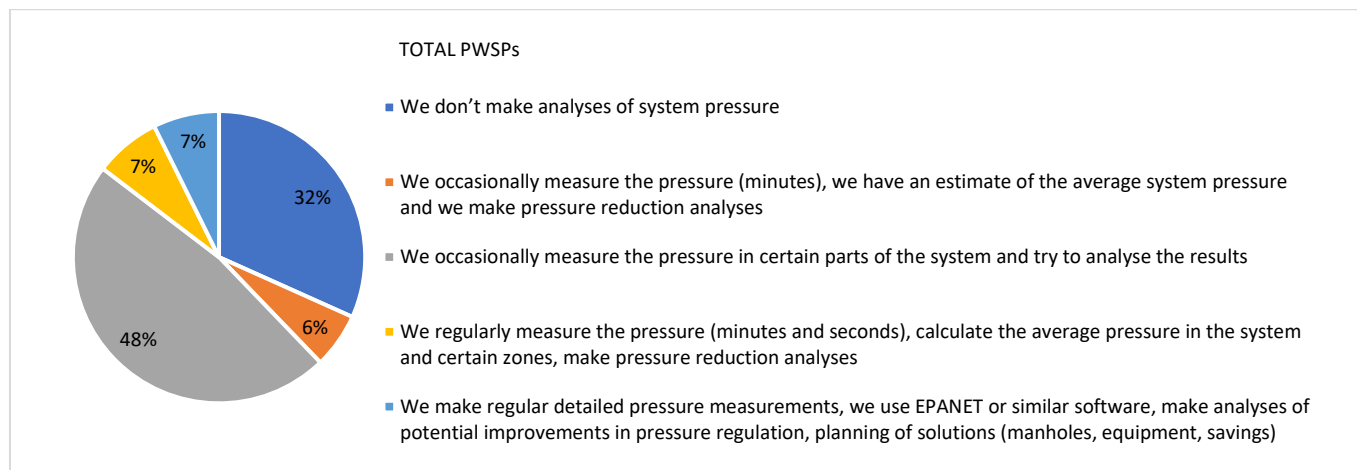 TOTAL PWSPs
We don’t make analyses of system pressure
We occasionally measure the pressure (minutes), we have an estimate of the average system pressure
and we make pressure reduction analyses
We occasionally measure the pressure in certain parts of the system and try to analyse the results
We regularly measure the pressure (minutes and seconds), calculate the average pressure in the system
and certain zones, make pressure reduction analyses
We make regular detailed pressure measurements, we use EPANET or similar software, make analyses of
potential improvements in pressure regulation, planning of solutions (manholes, equipment, savings)
7%
7%
32%
6%
48%